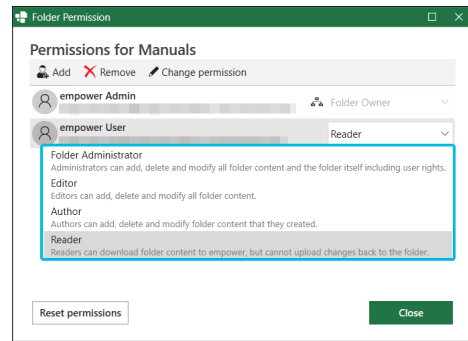 Folder Permission
Permissions for Manuals
Add Remove Change permission
empower Admin
Folder Owner
empower User
Reader
Folder Administrator
Administrators can add, delete and modify all folder content and the folder itself including user rights.
Editor
Editors can add, delete and modify all folder content.
Author
Authors can add, delete and modify folder content that they created.
Reader
Readers can download folder content to empower, but cannot upload changes back to the folder.
Reset permissions
Close